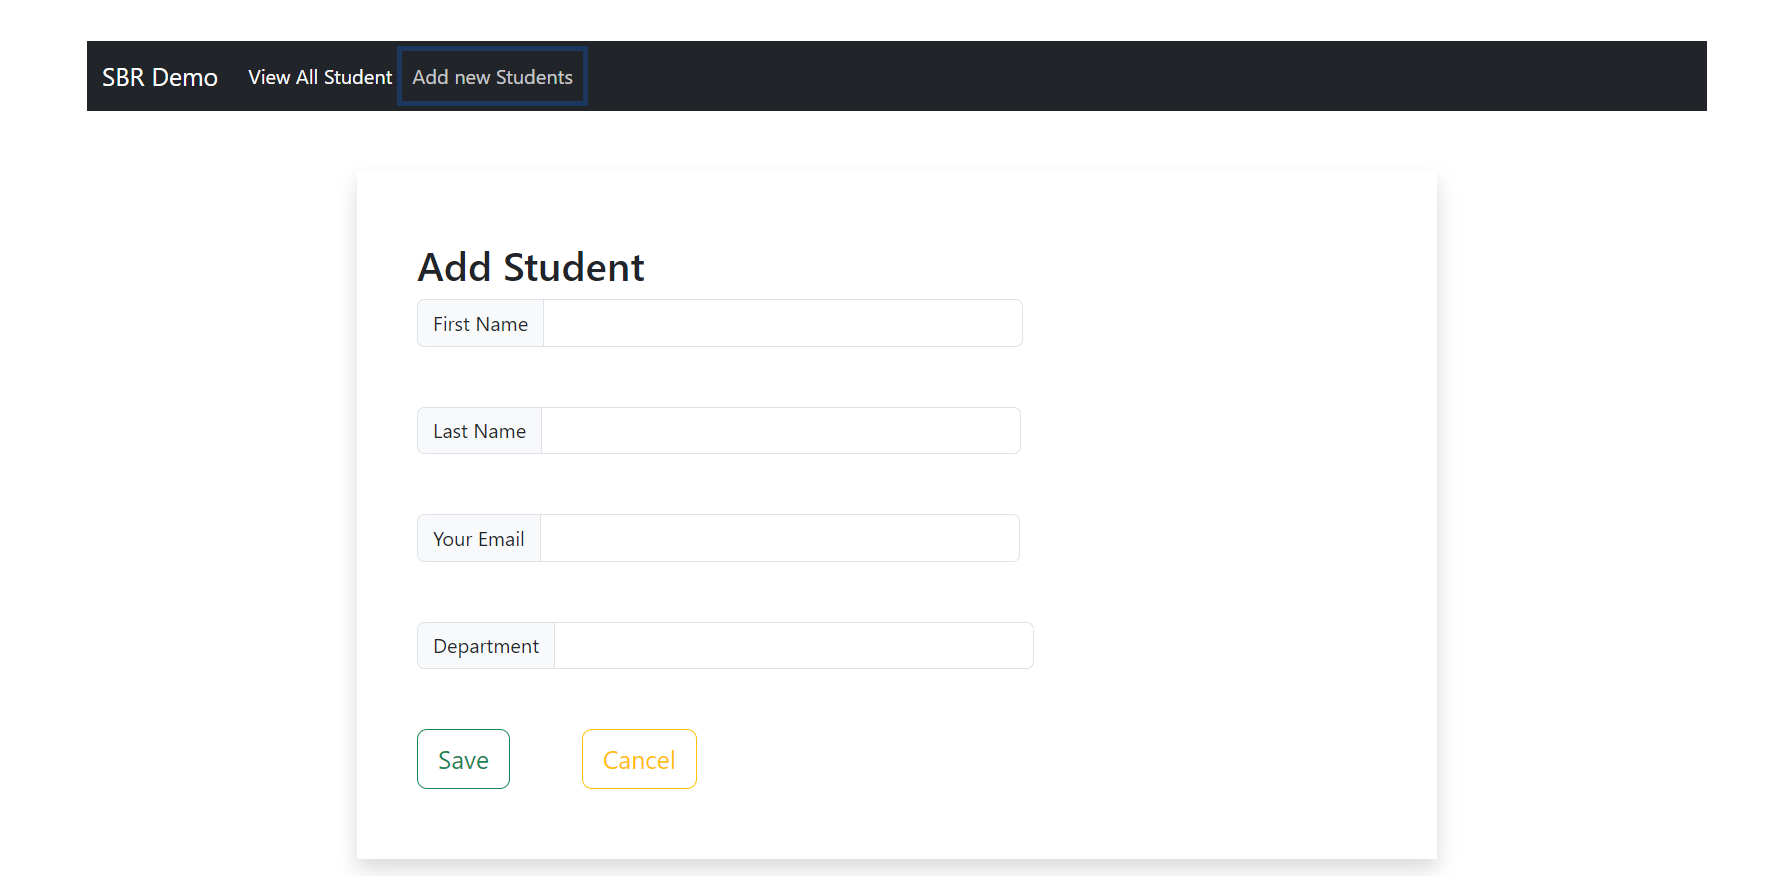 SBR Demo View All Student Add new Students
Add Student
First Name
Last Name
Your Email
Department
Save Cancel